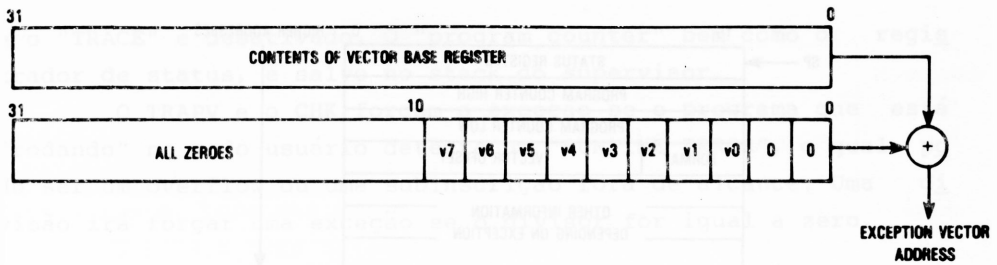 31 0
CONTENTS OF VECTOR BASE REGISTER
31 10 0
ALL ZEROES v7 v6 v5 v4 v3 v2 v1 v0 0 0
+
EXCEPTION VECTOR
ADDRESS